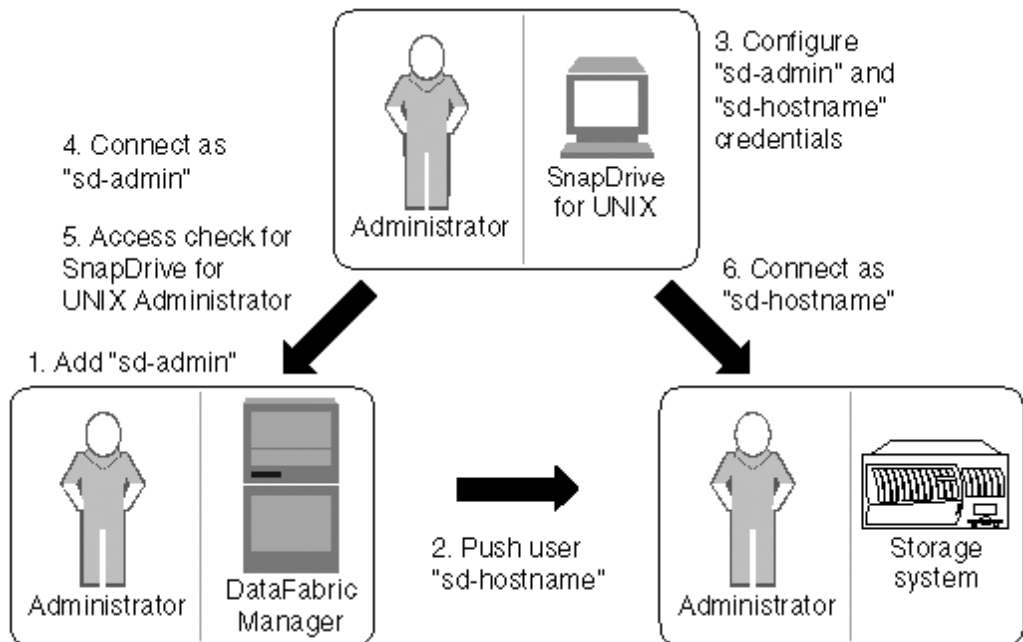 3. Configure
"sd-admin" and
"sd-hostname"
credentials
4. Connect as
"sd-admin"
SnapDrive
for UNIX
Administrator
5. Access check for
SnapDrive for
UNIX Administrator
6. Connect as
"sd-hostname"
1. Add "sd-admin"
2. Push user
"sd-hostname"
Administrator
DataFabric
Manager
Administrator
Storage
system